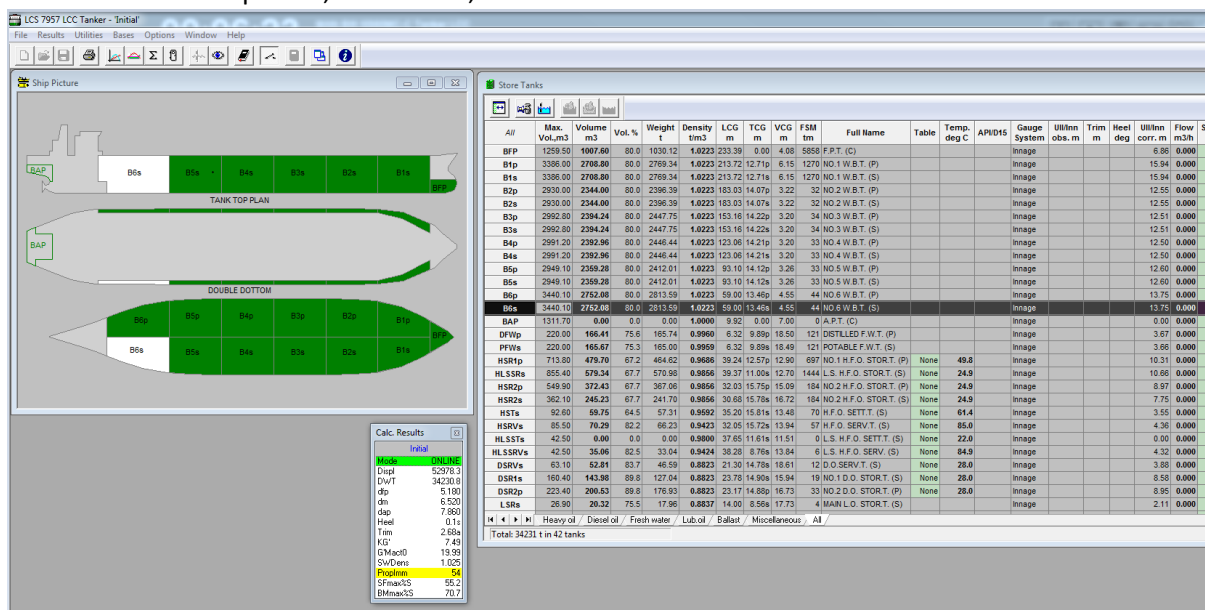 LCS 7957 LCC Tanker - 'Initial'
File Results Utilities Bases Options Window Help
Ship Picture
BAP
B6s B5s B4s B3s B2s B1s
BFP
TANK TOP PLAN
BAP
DOUBLE DOTTOM
B6p B5p B4p B3p B2p B1p
BFP
B6s B5s B4s B3s B2s B1s
Calc. Results
Initial
Mode ONLINE
Displ 52978.3
DWT 34230.8
dfp 5.180
dm 6.520
dap 7.860
Heel 0.1s
Trim 2.68a
KG' 7.49
G'Mact0 19.99
SWDens 1.025
PropImm 54
SFmax%S 55.2
BMmax%S 70.7
Store Tanks
All Max. Vol.,m3 Volume m3 Vol. % Weight t Density t/m3 LCG m TCG m VCG m FSM tm Full Name Table Temp. deg C API/D15 Gauge System Ull/Inn obs. m Trim m Heel deg Ull/Inn corr. m Flow m3/h
BFP 1259.50 1007.60 80.0 1030.12 1.0223 233.39 0.00 4.08 5858 F.P.T. (C) Innage 6.86 0.000
B1p 3386.00 2708.80 80.0 2769.34 1.0223 213.72 12.71p 6.15 1270 NO.1 W.B.T. (P) Innage 15.94 0.000
B1s 3386.00 2708.80 80.0 2769.34 1.0223 213.72 12.71s 6.15 1270 NO.1 W.B.T. (S) Innage 15.94 0.000
B2p 2930.00 2344.00 80.0 2396.39 1.0223 183.03 14.07p 3.22 32 NO.2 W.B.T. (P) Innage 12.55 0.000
B2s 2930.00 2344.00 80.0 2396.39 1.0223 183.03 14.07s 3.22 32 NO.2 W.B.T. (S) Innage 12.55 0.000
B3p 2992.80 2394.24 80.0 2447.75 1.0223 153.16 14.22p 3.20 34 NO.3 W.B.T. (P) Innage 12.51 0.000
B3s 2992.80 2394.24 80.0 2447.75 1.0223 153.16 14.22s 3.20 34 NO.3 W.B.T. (S) Innage 12.51 0.000
B4p 2991.20 2392.96 80.0 2446.44 1.0223 123.06 14.21p 3.20 33 NO.4 W.B.T. (P) Innage 12.50 0.000
B4s 2991.20 2392.96 80.0 2446.44 1.0223 123.06 14.21s 3.20 33 NO.4 W.B.T. (S) Innage 12.50 0.000
B5p 2949.10 2359.28 80.0 2412.01 1.0223 93.10 14.12p 3.26 33 NO.5 W.B.T. (P) Innage 12.60 0.000
B5s 2949.10 2359.28 80.0 2412.01 1.0223 93.10 14.12s 3.26 33 NO.5 W.B.T. (S) Innage 12.60 0.000
B6p 3440.10 2752.08 80.0 2813.59 1.0223 59.00 13.46p 4.55 44 NO.6 W.B.T. (P) Innage 13.75 0.000
B6s 3440.10 2752.08 80.0 2813.59 1.0223 59.00 13.46s 4.55 44 NO.6 W.B.T. (S) Innage 13.75 0.000
BAP 1311.70 0.00 0.0 0.00 1.0000 9.92 0.00 7.00 0 A.P.T. (C) Innage 0.00 0.000
DFWp 220.00 166.41 75.6 165.74 0.9960 6.32 9.89p 18.50 121 DISTILLED F.W.T. (P) Innage 3.67 0.000
PFWs 220.00 165.67 75.3 165.00 0.9959 6.32 9.89s 18.49 121 POTABLE F.W.T. (S) Innage 3.66 0.000
HSR1p 713.80 479.70 67.2 464.62 0.9686 39.24 12.57p 12.90 697 NO.1 H.F.O. STOR.T. (P) None 49.8 Innage 10.31 0.000
HLSSRs 855.40 579.34 67.7 570.98 0.9856 39.37 11.00s 12.70 1444 L.S. H.F.O. STOR.T. (S) None 24.9 Innage 10.66 0.000
HSR2p 549.90 372.43 67.7 367.06 0.9856 32.03 15.75p 15.09 184 NO.2 H.F.O. STOR.T. (P) None 24.9 Innage 8.97 0.000
HSR2s 362.10 245.23 67.7 241.70 0.9856 30.68 15.78s 16.72 184 NO.2 H.F.O. STOR.T. (S) None 24.9 Innage 7.75 0.000
HSTs 92.60 59.75 64.5 57.31 0.9592 35.20 15.81s 13.48 70 H.F.O. SETT.T. (S) None 61.4 Innage 3.55 0.000
HSRVs 85.50 70.29 82.2 66.23 0.9423 32.05 15.72s 13.94 57 H.F.O. SERV.T. (S) None 85.0 Innage 4.36 0.000
HLSSTs 42.50 0.00 0.0 0.00 0.9800 37.65 11.61s 11.51 0 L.S. H.F.O. SETT.T. (S) None 22.0 Innage 0.00 0.000
HLSSRVs 42.50 35.06 82.5 33.04 0.9424 38.28 8.76s 13.84 6 L.S. H.F.O. SERV.T. (S) None 84.9 Innage 4.32 0.000
DSRVs 63.10 52.81 83.7 46.59 0.8823 21.30 14.78s 18.61 12 D.O.SERV.T. (S) None 28.0 Innage 3.88 0.000
DSR1s 160.40 143.98 89.8 127.04 0.8823 23.78 14.90s 15.94 19 NO.1 D.O. STOR.T. (S) None 28.0 Innage 8.58 0.000
DSR2p 223.40 200.53 89.8 176.93 0.8823 23.17 14.88p 16.73 33 NO.2 D.O. STOR.T. (P) None 28.0 Innage 8.95 0.000
LSRs 26.90 20.32 75.5 17.96 0.8837 14.00 8.56s 17.73 4 MAIN L.O. STOR.T. (S) Innage 2.11 0.000
Heavy oil / Diesel oil / Fresh water / Lub.oil / Ballast / Miscellaneous / All
Total: 34231 t in 42 tanks